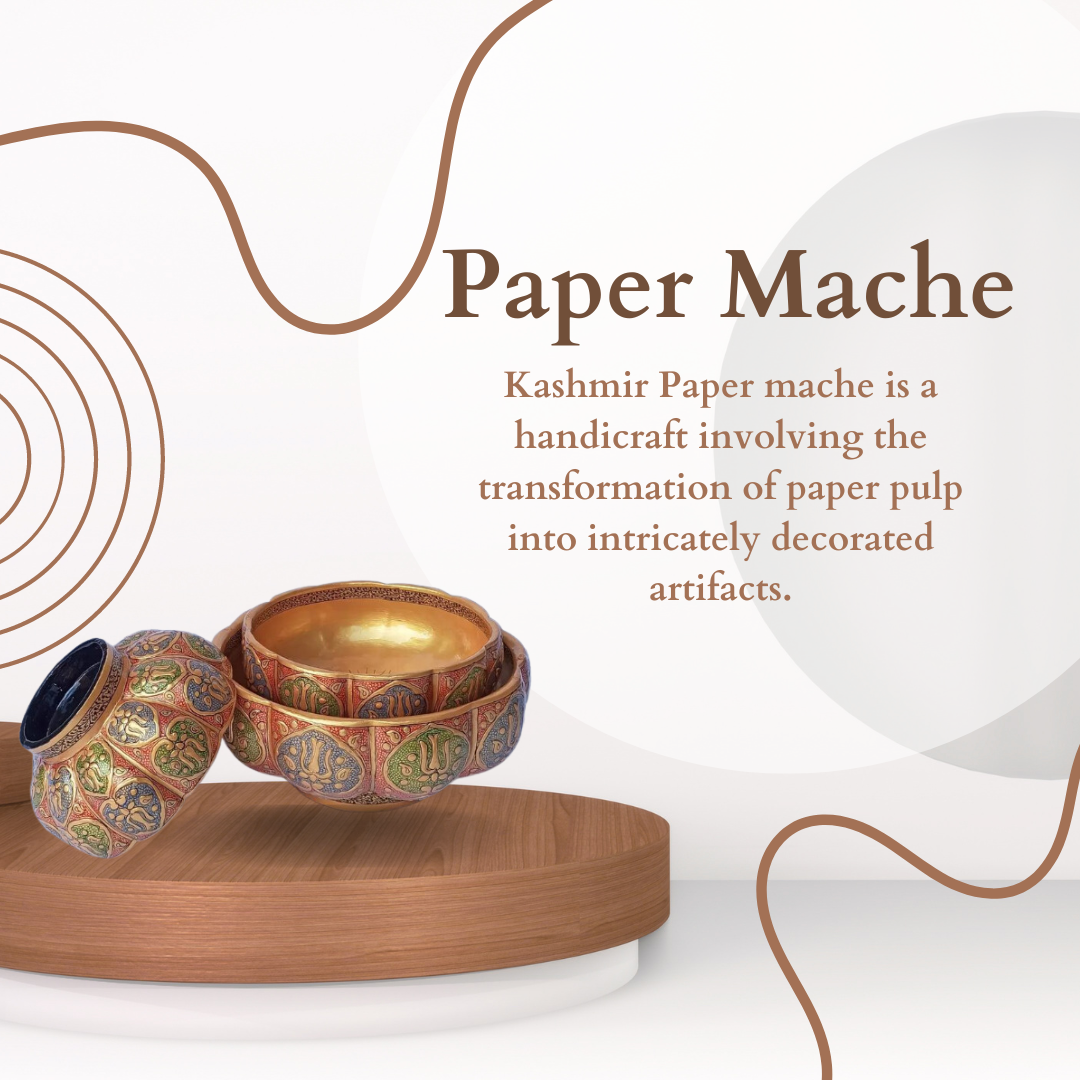 Paper Mache
Kashmir Paper mache is a
handicraft involving the
transformation of paper pulp
into intricately decorated
artifacts.